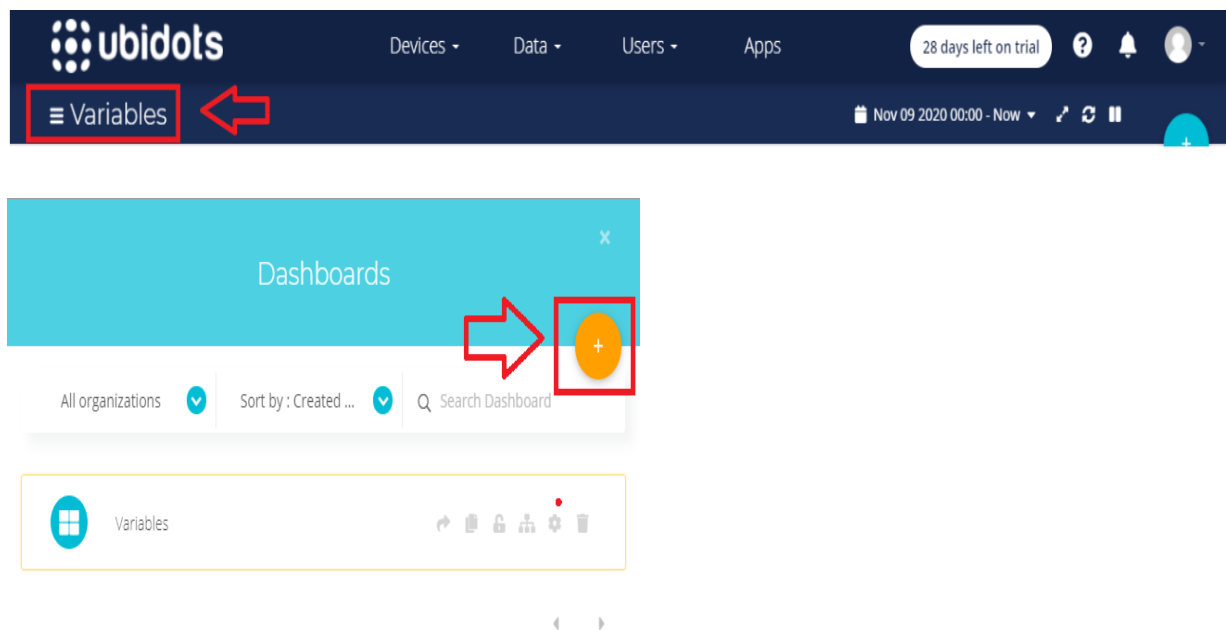 ubidots Devices Data Users Apps 28 days left on trial
Variables Nov 09 2020 00:00 - Now
Dashboards
All organizations Sort by : Created ... Search Dashboard
Variables